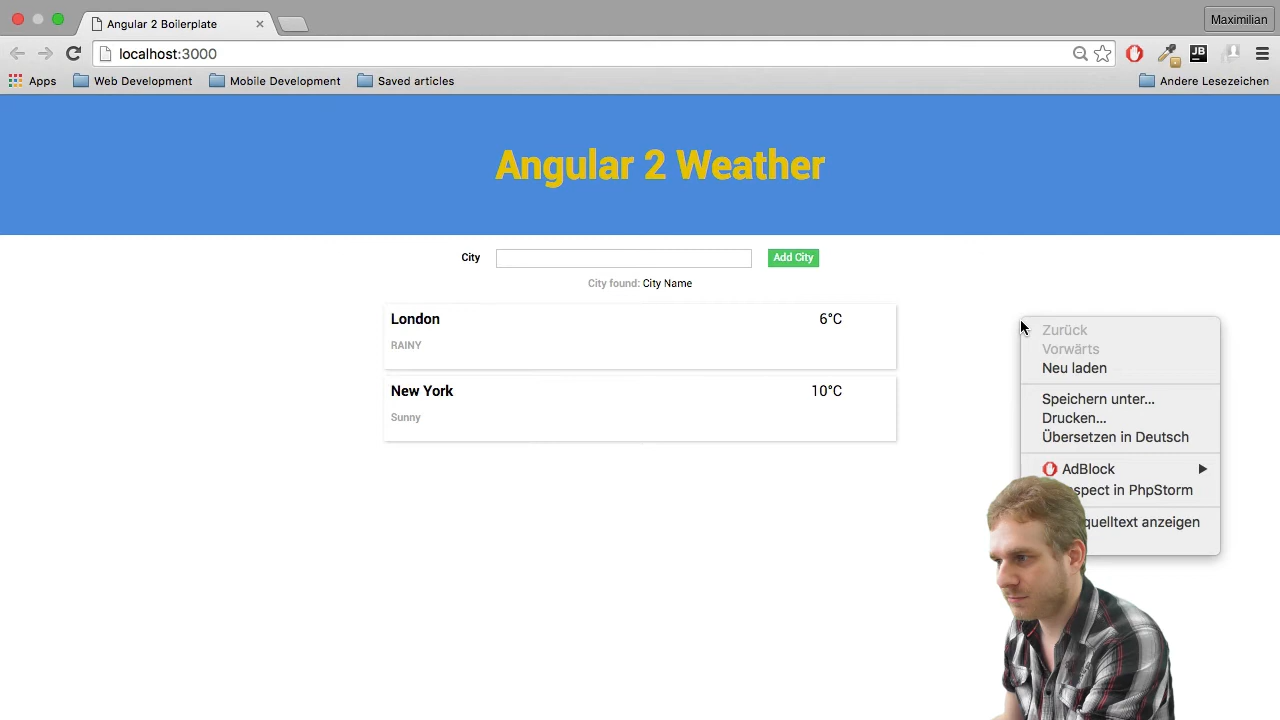 Angular 2 Boilerplate
Maximilian
localhost:3000
JB
Apps
Web Development
Mobile Development
Saved articles
Andere Lesezeichen
Angular 2 Weather
City
Add City
City found: City Name
London
6°C
RAINY
New York
10°C
Sunny
Zurück
Vorwärts
Neu laden
Speichern unter...
Drucken...
Übersetzen in Deutsch
AdBlock
in PhpStorm
anzeigen